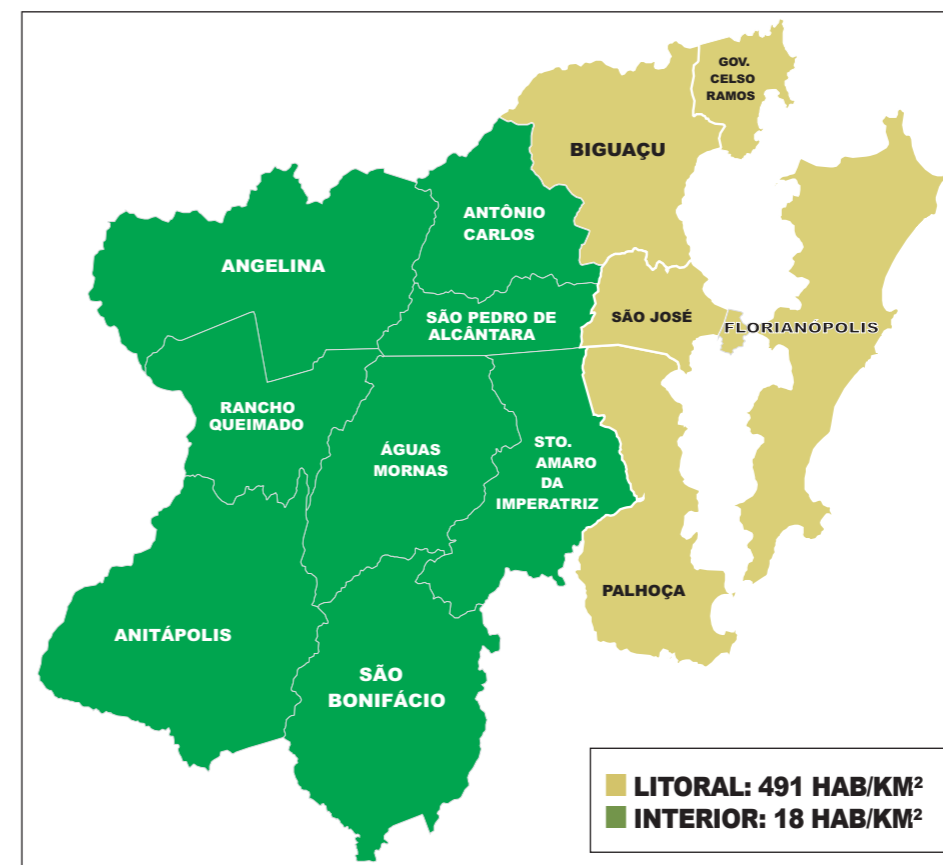 GOV.
CELSO
RAMOS
BIGUAÇU
ANTÔNIO
CARLOS
ANGELINA
SÃO PEDRO DE
ALCÂNTARA
SÃO JOSÉ
FLORIANÓPOLIS
RANCHO
QUEIMADO
ÁGUAS
MORNAS
STO.
AMARO
DA
IMPERATRIZ
PALHOÇA
ANITÁPOLIS
SÃO
BONIFÁCIO
LITORAL: 491 HAB/KM²
INTERIOR: 18 HAB/KM²